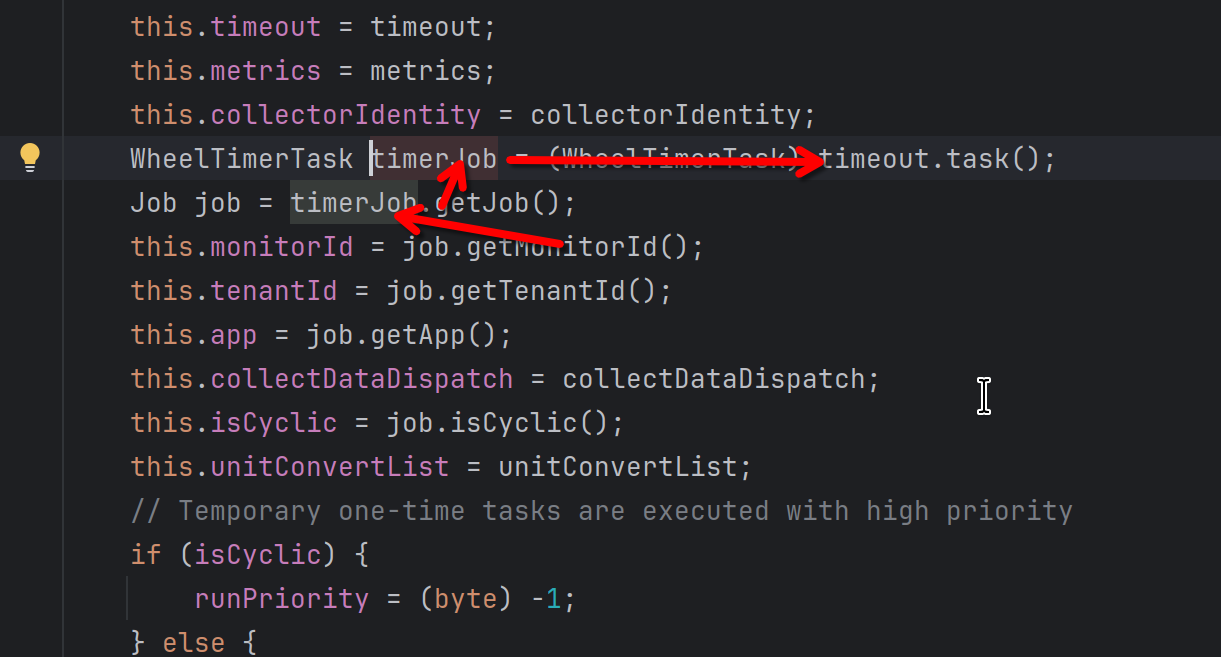 this.timeout = timeout;
this.metrics = metrics;
this.collectorIdentity = collectorIdentity;
WheelTimerTask timerJob = (WheelTimerTask) timeout.task();
Job job = timerJob.getJob();
this.monitorId = job.getMonitorId();
this.tenantId = job.getTenantId();
this.app = job.getApp();
this.collectDataDispatch = collectDataDispatch;
this.isCyclic = job.isCyclic();
this.unitConvertList = unitConvertList;
// Temporary one-time tasks are executed with high priority
if (isCyclic) {
    runPriority = (byte) -1;
} else {